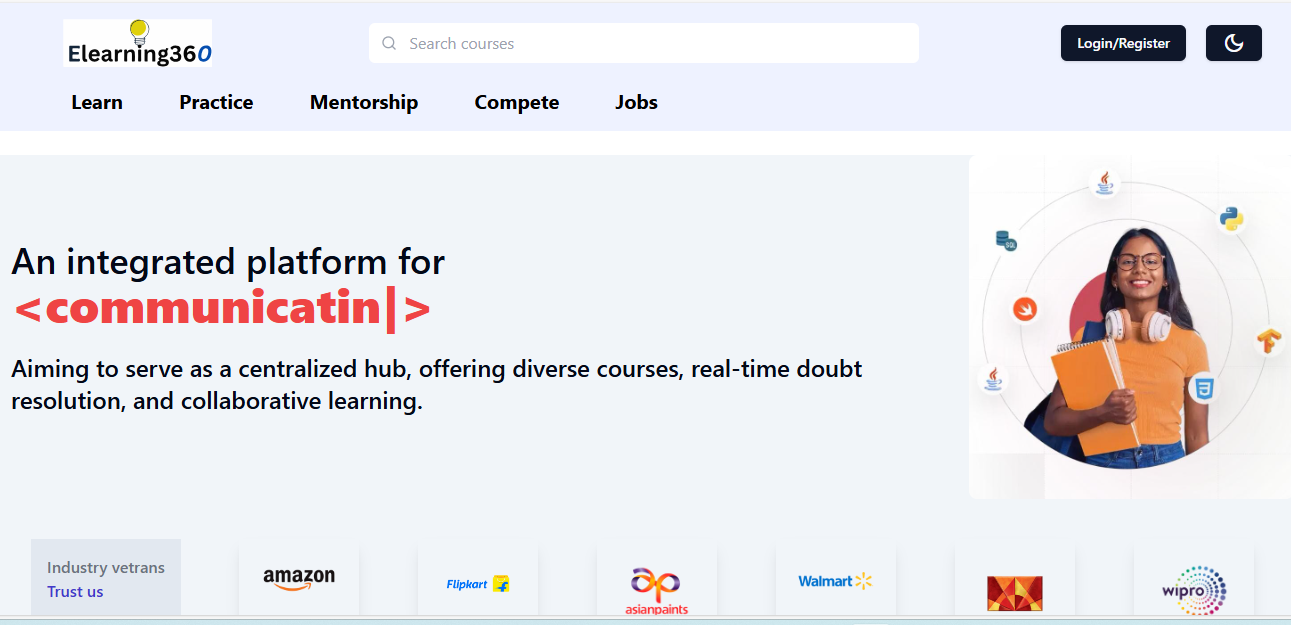 Elearning360
Search courses
Login/Register
Learn Practice Mentorship Compete Jobs
An integrated platform for
<communicatin|>
Aiming to serve as a centralized hub, offering diverse courses, real-time doubt
resolution, and collaborative learning.
SQL
3
Industry vetrans
Trust us
amazon
Flipkart
asianpaints
Walmart
wipro